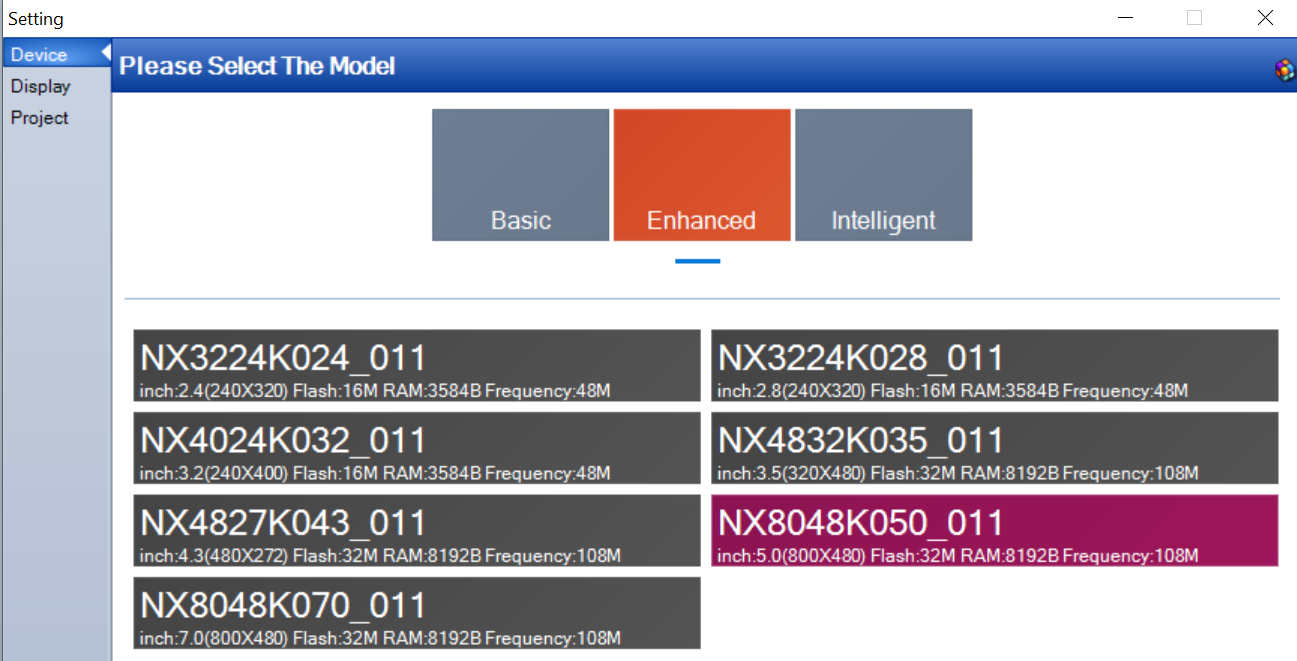 Setting
Device
Display
Project
Please Select The Model
Basic
Enhanced
Intelligent
NX3224K024_011
inch:2.4(240X320) Flash:16M RAM:3584B Frequency:48M
NX3224K028_011
inch:2.8(240X320) Flash:16M RAM:3584B Frequency:48M
NX4024K032_011
inch:3.2(240X400) Flash:16M RAM:3584B Frequency:48M
NX4832K035_011
inch:3.5(320X480) Flash:32M RAM:8192B Frequency:108M
NX4827K043_011
inch:4.3(480X272) Flash:32M RAM:8192B Frequency:108M
NX8048K050_011
inch:5.0(800X480) Flash:32M RAM:8192B Frequency:108M
NX8048K070_011
inch:7.0(800X480) Flash:32M RAM:8192B Frequency:108M